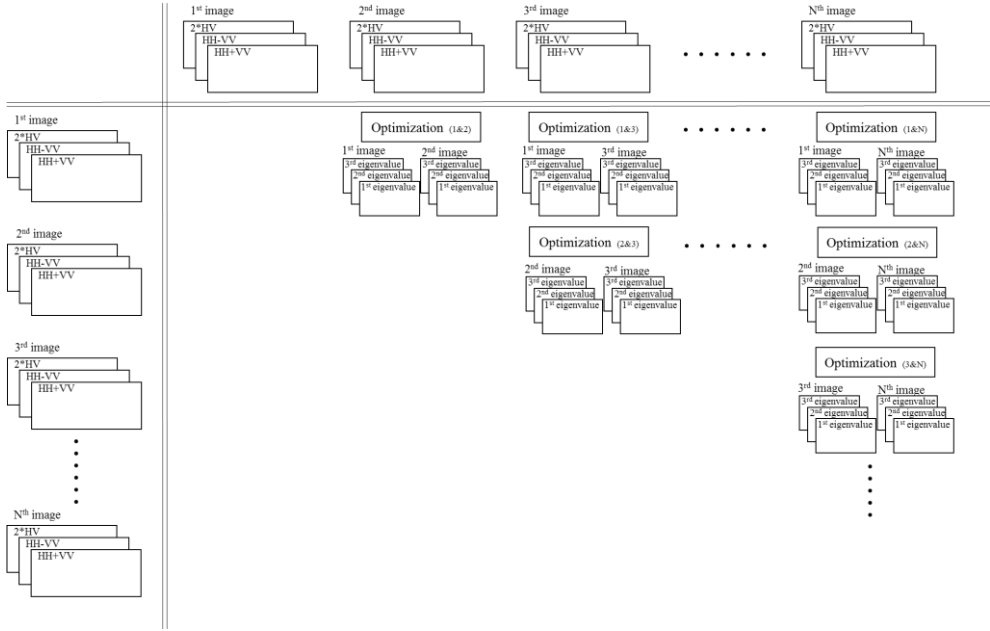 1st image
2nd image
3rd image
Nth image
2*HV
HH-VV
HH+VV
2*HV
HH-VV
HH+VV
2*HV
HH-VV
HH+VV
2*HV
HH-VV
HH+VV
1st image
2*HV
HH-VV
HH+VV
Optimization (1&2)
1st image
2nd image
3rd eigenvalue
2nd eigenvalue
1st eigenvalue
3rd eigenvalue
2nd eigenvalue
1st eigenvalue
Optimization (1&3)
1st image
3rd image
3rd eigenvalue
2nd eigenvalue
1st eigenvalue
3rd eigenvalue
2nd eigenvalue
1st eigenvalue
Optimization (1&N)
1st image
Nth image
3rd eigenvalue
2nd eigenvalue
1st eigenvalue
3rd eigenvalue
2nd eigenvalue
1st eigenvalue
2nd image
2*HV
HH-VV
HH+VV
Optimization (2&3)
2nd image
3rd image
3rd eigenvalue
2nd eigenvalue
1st eigenvalue
3rd eigenvalue
2nd eigenvalue
1st eigenvalue
Optimization (2&N)
2nd image
Nth image
3rd eigenvalue
2nd eigenvalue
1st eigenvalue
3rd eigenvalue
2nd eigenvalue
1st eigenvalue
3rd image
2*HV
HH-VV
HH+VV
Optimization (3&N)
3rd image
Nth image
3rd eigenvalue
2nd eigenvalue
1st eigenvalue
3rd eigenvalue
2nd eigenvalue
1st eigenvalue
Nth image
2*HV
HH-VV
HH+VV